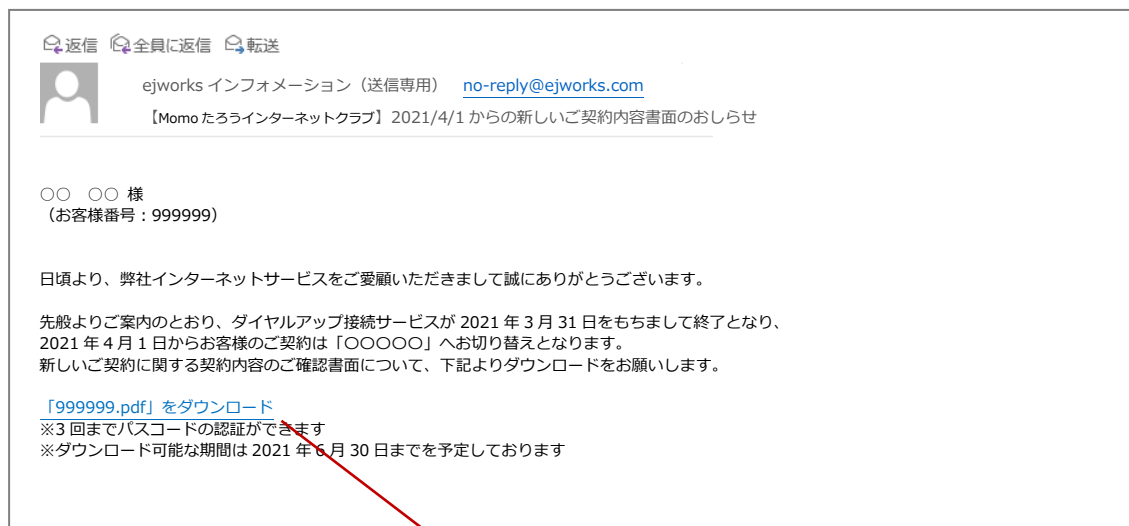 返信 全員に返信 転送
ejworks インフォメーション（送信専用） no-reply@ejworks.com
【Momo たろうインターネットクラブ】2021/4/1 からの新しいご契約内容書面のおしらせ
○○ ○○ 様
（お客様番号：999999）
日頃より、弊社インターネットサービスをご愛顧いただきまして誠にありがとうございます。
先般よりご案内のとおり、ダイヤルアップ接続サービスが 2021 年 3 月 31 日をもちまして終了となり、
2021 年 4 月 1 日からお客様のご契約は「○○○○○」へお切り替えとなります。
新しいご契約に関する契約内容のご確認書面について、下記よりダウンロードをお願いします。
「999999.pdf」をダウンロード
※3 回までパスコードの認証ができます
※ダウンロード可能な期間は 2021 年 6 月 30 日までを予定しております